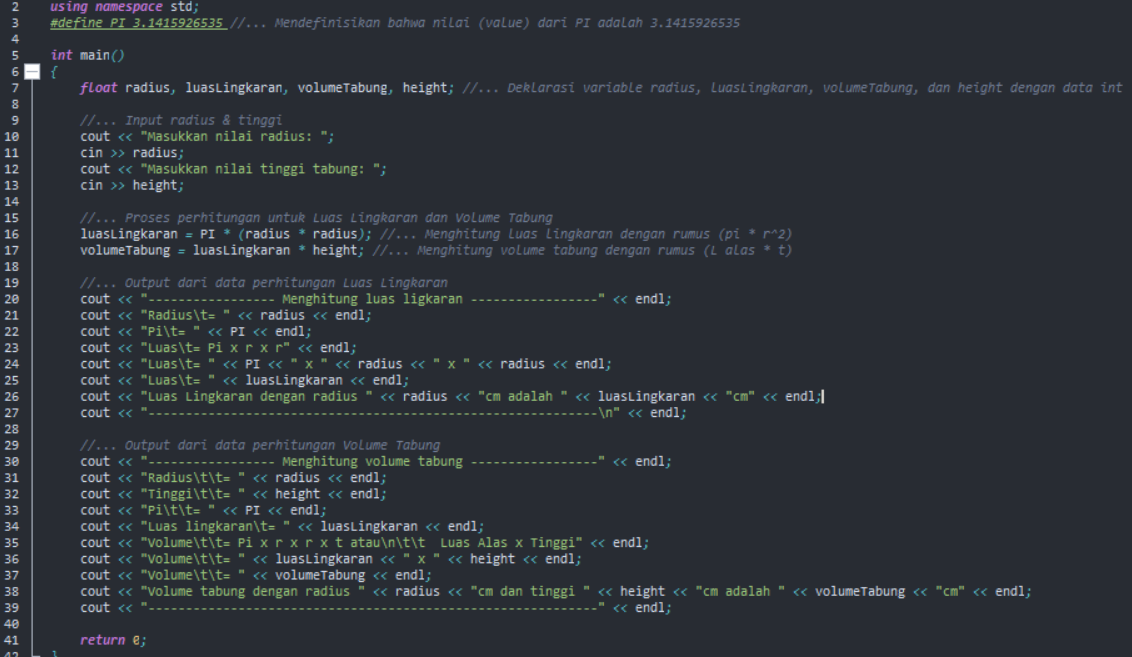 2 using namespace std;
3 #define PI 3.1415926535 //... Mendefinisikan bahwa nilai (value) dari PI adalah 3.1415926535
4
5 int main()
6 {
7 float radius, luasLingkaran, volumeTabung, height; //... Deklarasi variable radius, luasLingkaran, volumeTabung, dan height dengan data int
8
9 //... Input radius & tinggi
10 cout << "Masukkan nilai radius: ";
11 cin >> radius;
12 cout << "Masukkan nilai tinggi tabung: ";
13 cin >> height;
14
15 //... Proses perhitungan untuk Luas Lingkaran dan Volume Tabung
16 luasLingkaran = PI * (radius * radius); //... Menghitung luas lingkaran dengan rumus (pi * r^2)
17 volumeTabung = luasLingkaran * height; //... Menghitung volume tabung dengan rumus (L alas * t)
18
19 //... Output dari data perhitungan Luas Lingkaran
20 cout << "----------------- Menghitung luas ligkaran -----------------" << endl;
21 cout << "Radius\t= " << radius << endl;
22 cout << "Pi\t= " << PI << endl;
23 cout << "Luas\t= Pi x r x r" << endl;
24 cout << "Luas\t= " << PI << " x " << radius << " x " << radius << endl;
25 cout << "Luas\t= " << luasLingkaran << endl;
26 cout << "Luas Lingkaran dengan radius " << radius << "cm adalah " << luasLingkaran << "cm" << endl;
27 cout << "------------------------------------------------------------\n" << endl;
28
29 //... Output dari data perhitungan Volume Tabung
30 cout << "----------------- Menghitung volume tabung -----------------" << endl;
31 cout << "Radius\t\t= " << radius << endl;
32 cout << "Tinggi\t\t= " << height << endl;
33 cout << "Pi\t\t= " << PI << endl;
34 cout << "Luas lingkaran\t= " << luasLingkaran << endl;
35 cout << "Volume\t\t= Pi x r x r x t atau\n\t\t  Luas Alas x Tinggi" << endl;
36 cout << "Volume\t\t= " << luasLingkaran << " x " << height << endl;
37 cout << "Volume\t\t= " << volumeTabung << endl;
38 cout << "Volume tabung dengan radius " << radius << "cm dan tinggi " << height << "cm adalah " << volumeTabung << "cm" << endl;
39 cout << "------------------------------------------------------------" << endl;
40
41 return 0;
42 }